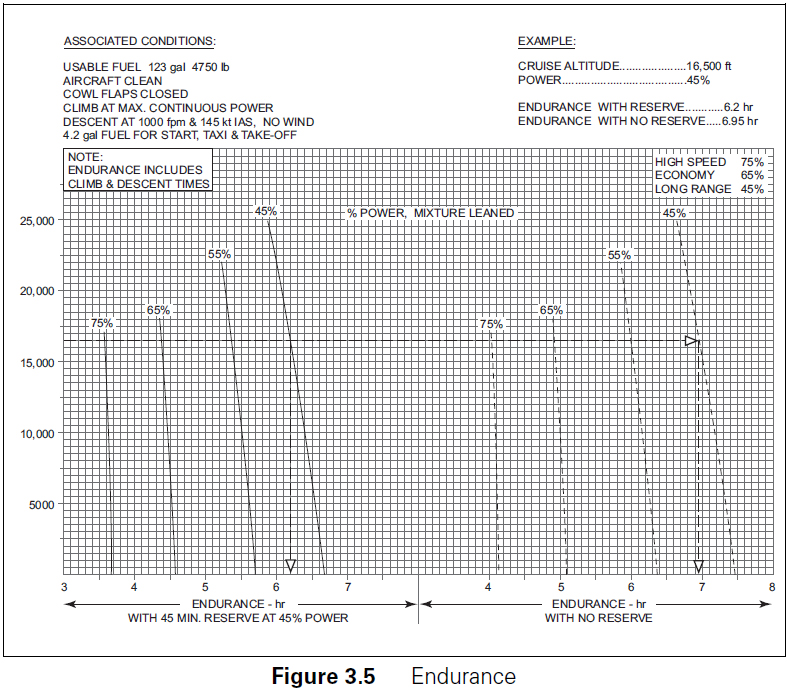 ASSOCIATED CONDITIONS:
USABLE FUEL 123 gal 4750 lb
AIRCRAFT CLEAN
COWL FLAPS CLOSED
CLIMB AT MAX. CONTINUOUS POWER
DESCENT AT 1000 fpm & 145 kt IAS, NO WIND
4.2 gal FUEL FOR START, TAXI & TAKE-OFF
EXAMPLE:
CRUISE ALTITUDE......................16,500 ft
POWER.........................................45%
ENDURANCE WITH RESERVE............6.2 hr
ENDURANCE WITH NO RESERVE.....6.95 hr
NOTE:
ENDURANCE INCLUDES
CLIMB & DESCENT TIMES
HIGH SPEED 75%
ECONOMY 65%
LONG RANGE 45%
45% % POWER, MIXTURE LEANED 45%
25,000
55% 55%
20,000
65% 65%
75% 75%
15,000
10,000
5000
3 4 5 6 7 4 5 6 7 8
ENDURANCE - hr
WITH 45 MIN. RESERVE AT 45% POWER
ENDURANCE - hr
WITH NO RESERVE
Figure 3.5 Endurance